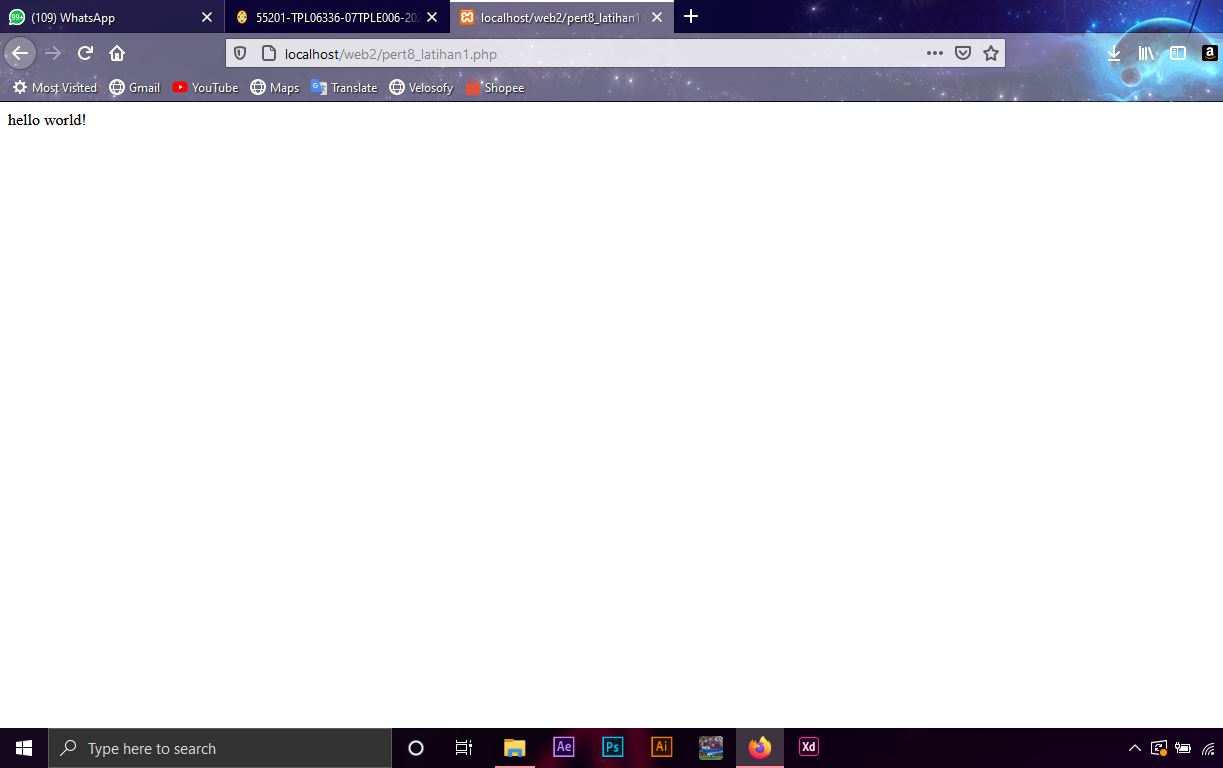 99+ (109) WhatsApp
55201-TPL06336-07TPLE006-202
localhost/web2/pert8_latihan1.
localhost/web2/pert8_latihan1.php
Most Visited Gmail YouTube Maps Translate Velosofy Shopee
hello world!
Type here to search
Ae Ps Ai Xd